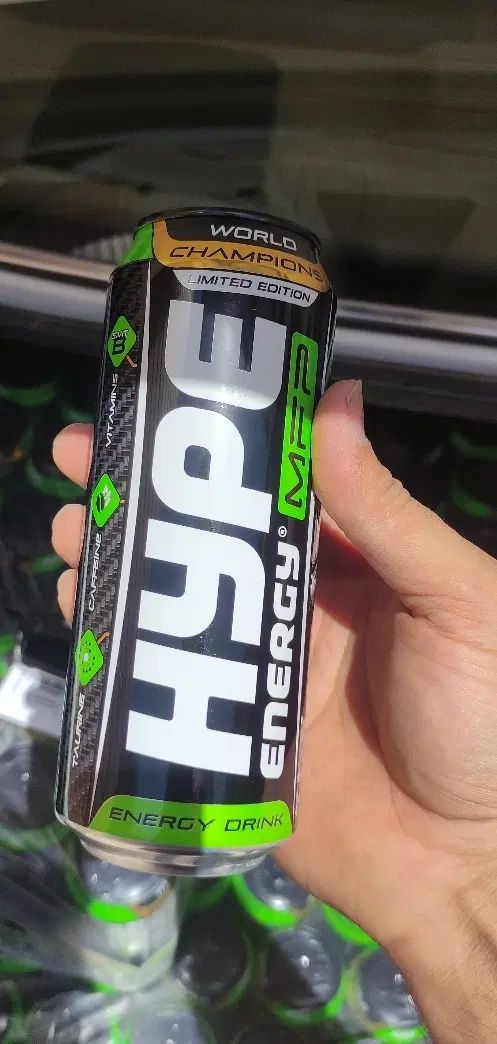 WORLD
CHAMPIONS
LIMITED EDITION
HYPE
MFP
ENERGY®
VITAMINS
CAFFEINE
TAURINE
ENERGY DRINK